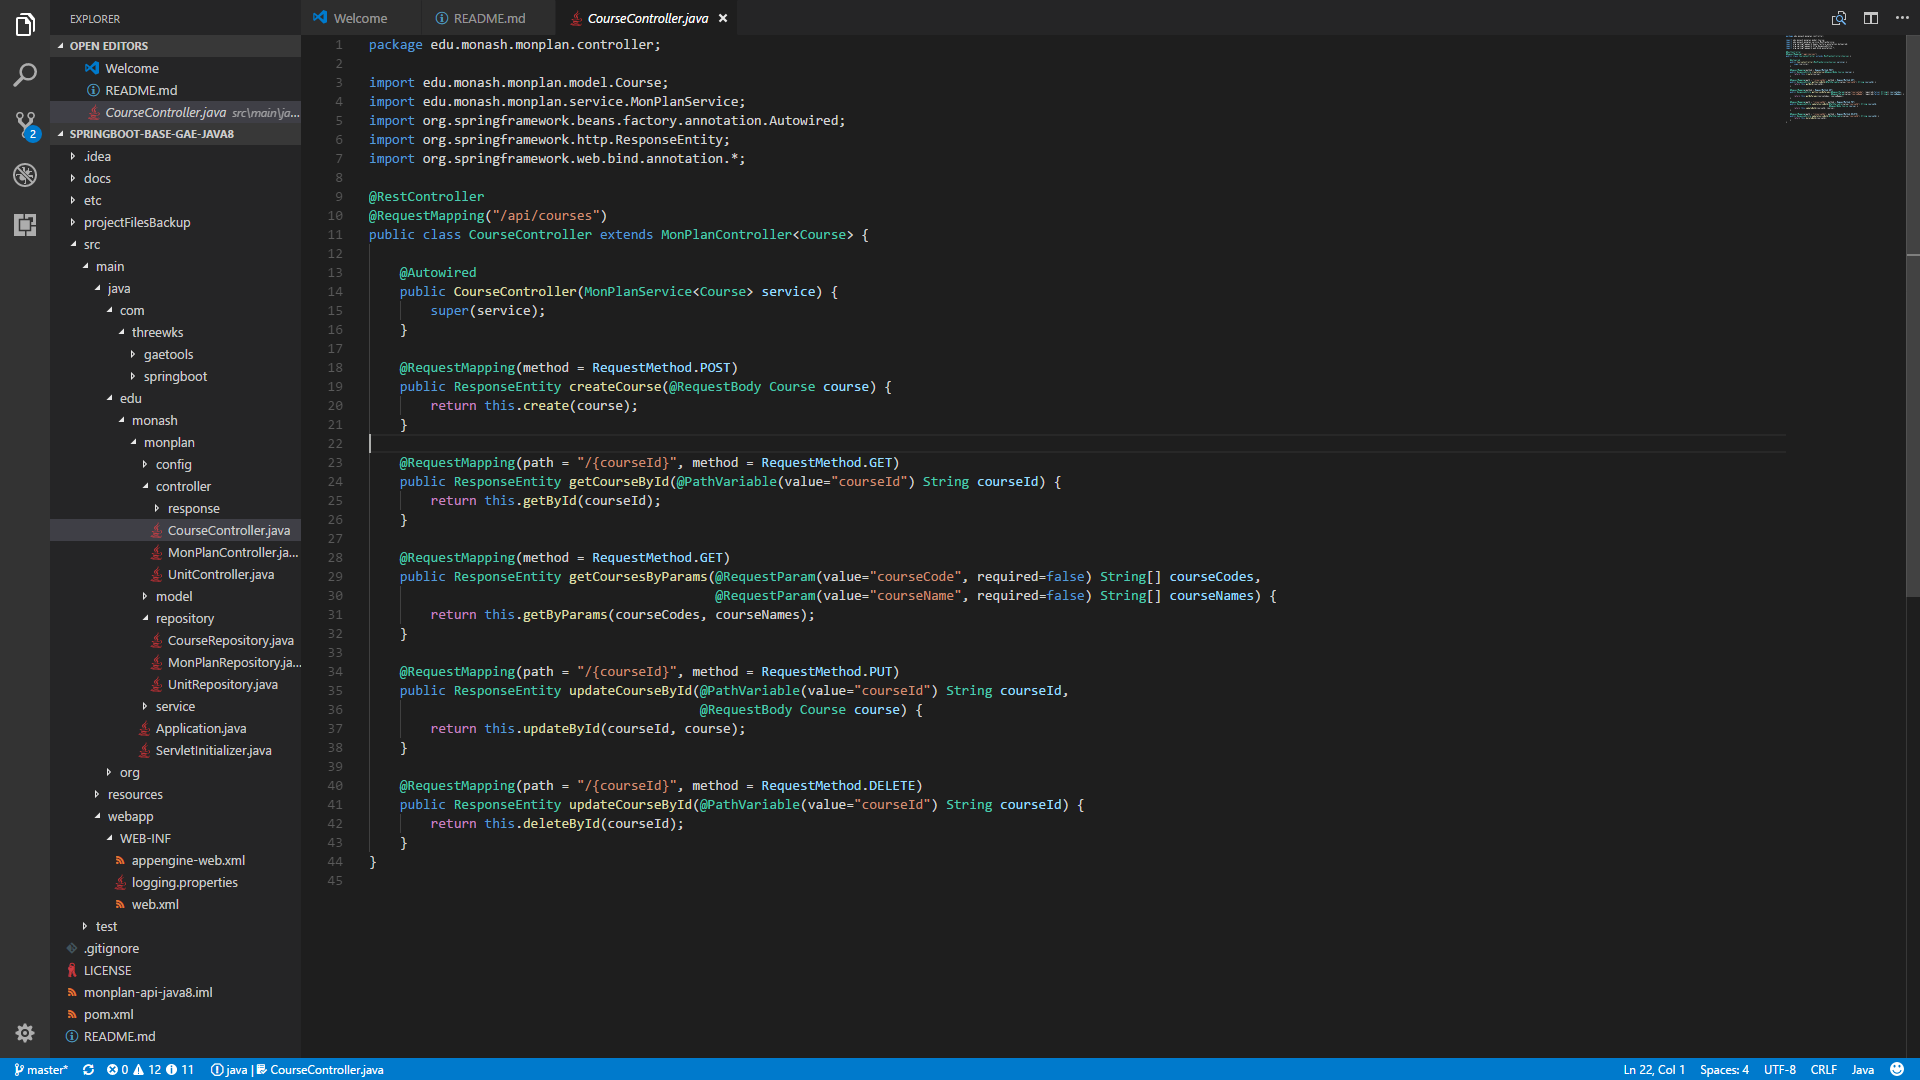 EXPLORER
OPEN EDITORS
Welcome
README.md
CourseController.java src\main\ja...
SPRINGBOOT-BASE-GAE-JAVA8
.idea
docs
etc
projectFilesBackup
src
main
java
com
threewks
gaetools
springboot
edu
monash
monplan
config
controller
response
CourseController.java
MonPlanController.ja...
UnitController.java
model
repository
CourseRepository.java
MonPlanRepository.ja...
UnitRepository.java
service
Application.java
ServletInitializer.java
org
resources
webapp
WEB-INF
appengine-web.xml
logging.properties
web.xml
test
.gitignore
LICENSE
monplan-api-java8.iml
pom.xml
README.md
2
Welcome README.md CourseController.java
1 package edu.monash.monplan.controller;
2
3 import edu.monash.monplan.model.Course;
4 import edu.monash.monplan.service.MonPlanService;
5 import org.springframework.beans.factory.annotation.Autowired;
6 import org.springframework.http.ResponseEntity;
7 import org.springframework.web.bind.annotation.*;
8
9 @RestController
10 @RequestMapping("/api/courses")
11 public class CourseController extends MonPlanController<Course> {
12
13 @Autowired
14 public CourseController(MonPlanService<Course> service) {
15 super(service);
16 }
17
18 @RequestMapping(method = RequestMethod.POST)
19 public ResponseEntity createCourse(@RequestBody Course course) {
20 return this.create(course);
21 }
22
23 @RequestMapping(path = "/{courseId}", method = RequestMethod.GET)
24 public ResponseEntity getCourseById(@PathVariable(value="courseId") String courseId) {
25 return this.getById(courseId);
26 }
27
28 @RequestMapping(method = RequestMethod.GET)
29 public ResponseEntity getCoursesByParams(@RequestParam(value="courseCode", required=false) String[] courseCodes,
30 @RequestParam(value="courseName", required=false) String[] courseNames) {
31 return this.getByParams(courseCodes, courseNames);
32 }
33
34 @RequestMapping(path = "/{courseId}", method = RequestMethod.PUT)
35 public ResponseEntity updateCourseById(@PathVariable(value="courseId") String courseId,
36 @RequestBody Course course) {
37 return this.updateById(courseId, course);
38 }
39
40 @RequestMapping(path = "/{courseId}", method = RequestMethod.DELETE)
41 public ResponseEntity updateCourseById(@PathVariable(value="courseId") String courseId) {
42 return this.deleteById(courseId);
43 }
44 }
45
master* 0 12 11 java | CourseController.java Ln 22, Col 1 Spaces: 4 UTF-8 CRLF Java